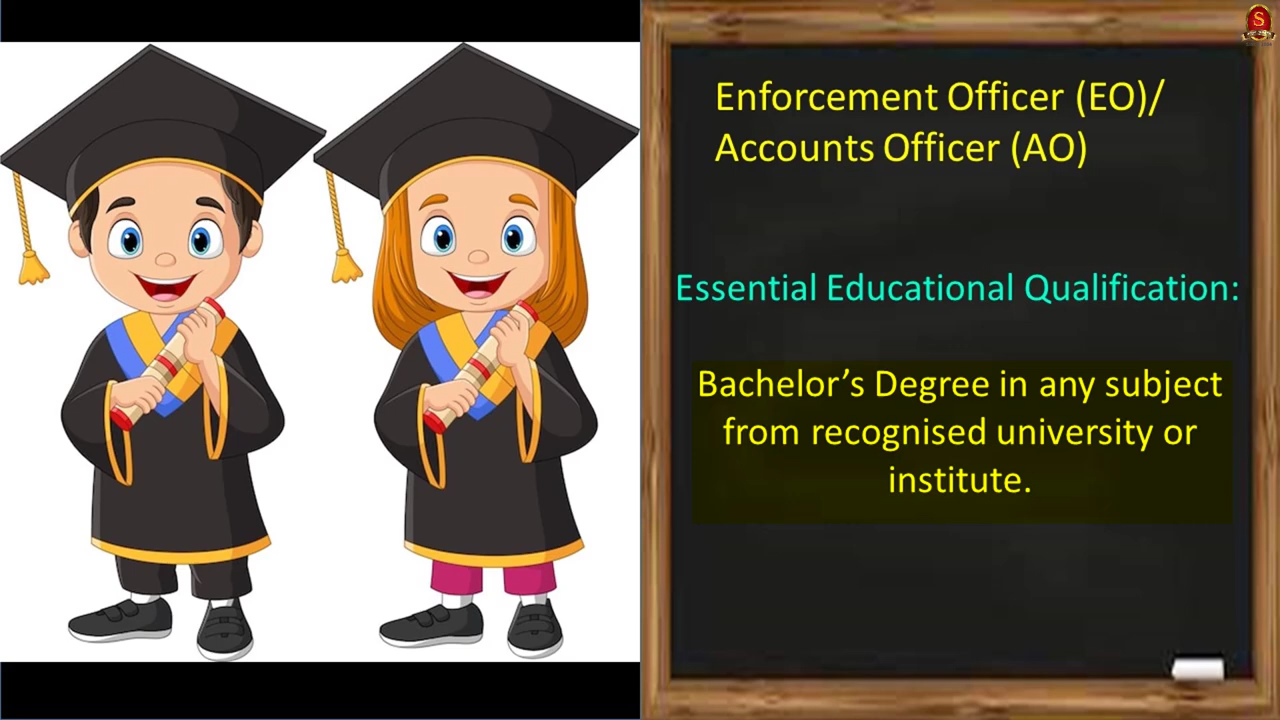 S
Enforcement Officer (EO)/
Accounts Officer (AO)
Essential Educational Qualification:
Bachelor’s Degree in any subject
from recognised university or
institute.